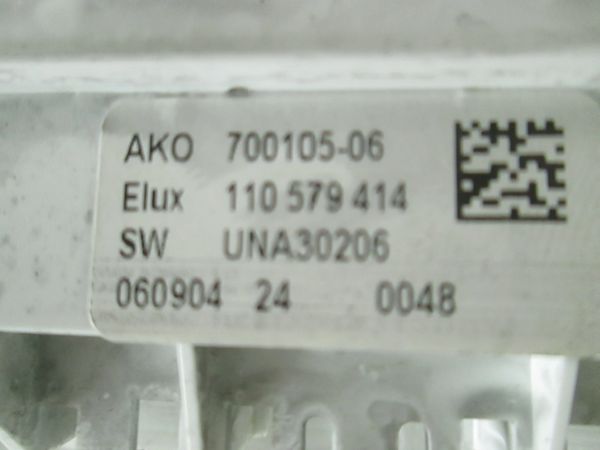 AKO 700105-06
Elux 110 579 414
SW UNA30206
060904 24 0048